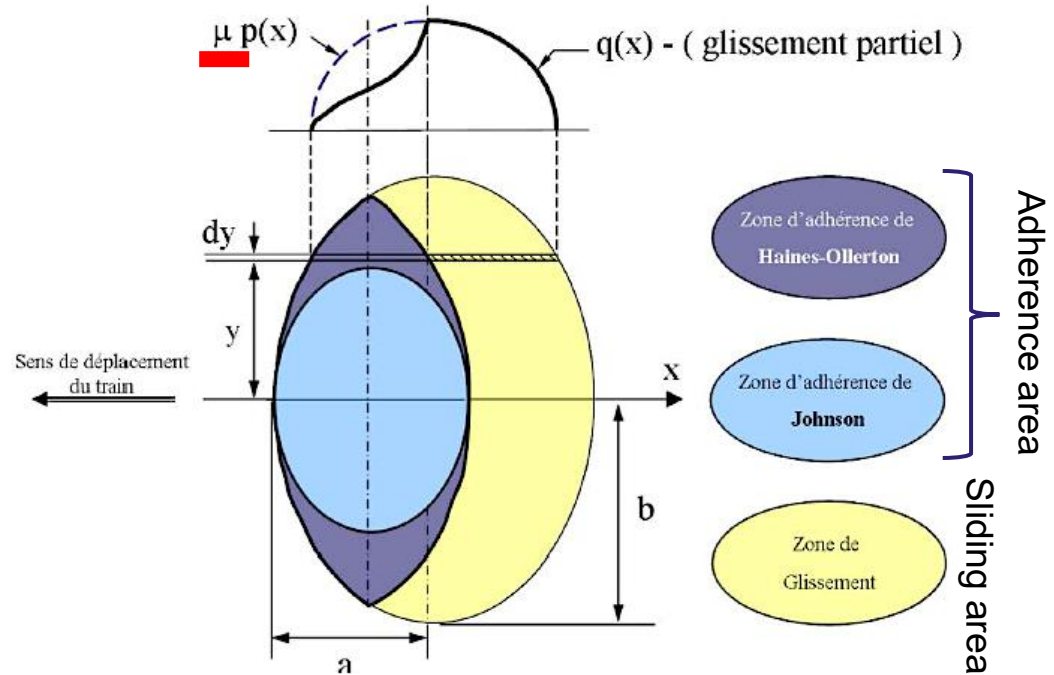 μ p(x)
q(x) - ( glissement partiel )
dy
y
Sens de déplacement
du train
x
b
a
Zone d'adhérence de
Haines-Ollerton
Zone d'adhérence de
Johnson
Zone de
Glissement
Adherence area
Sliding area